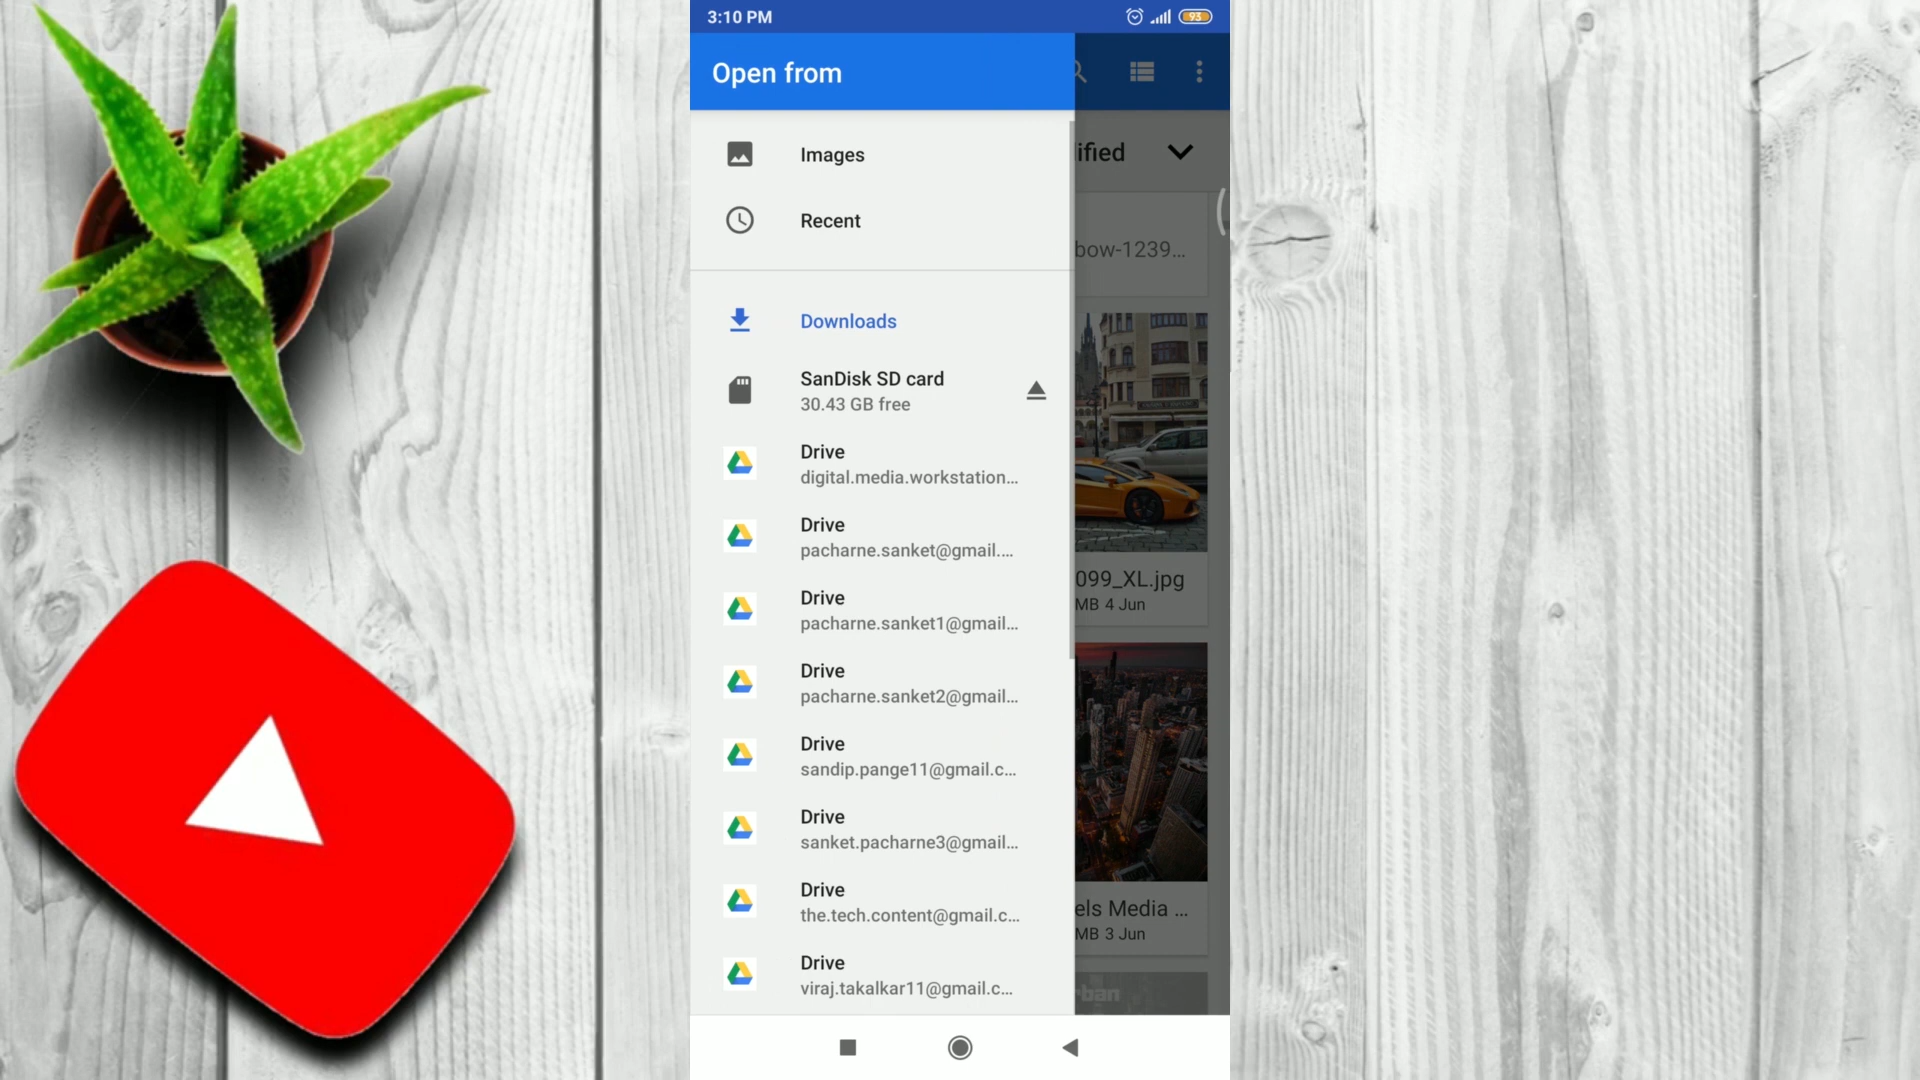 3:10 PM
93
Open from
Images
ified
Recent
bow-1239...
Downloads
SanDisk SD card
30.43 GB free
Drive
digital.media.workstation...
Drive
pacharne.sanket@gmail....
099_XL.jpg
MB 4 Jun
Drive
pacharne.sanket1@gmail...
Drive
pacharne.sanket2@gmail...
Drive
sandip.pange11@gmail.c...
Drive
sanket.pacharne3@gmail...
Drive
the.tech.content@gmail.c...
els Media ...
MB 3 Jun
Drive
viraj.takalkar11@gmail.c...
rban